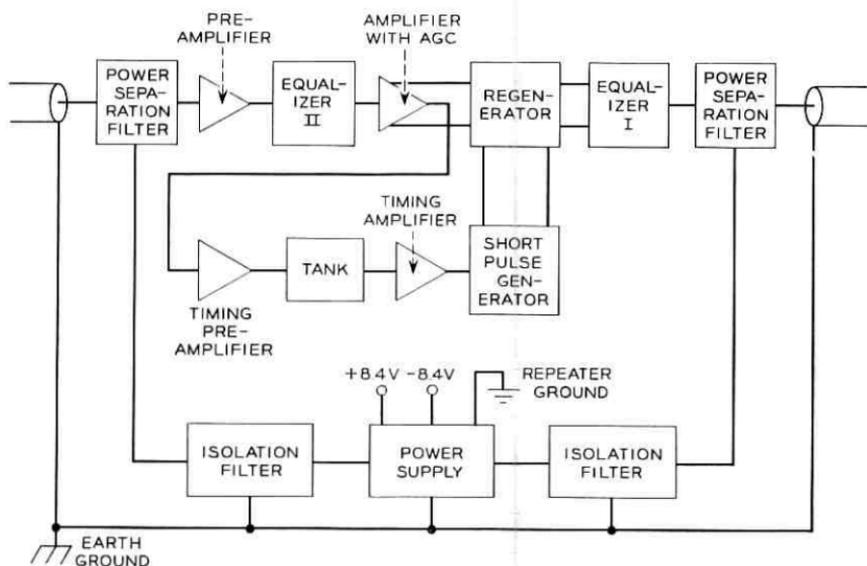 PRE-
AMPLIFIER
AMPLIFIER
WITH AGC
POWER
SEPA-
RATION
FILTER
EQUAL-
IZER
II
REGEN-
ERATOR
EQUAL-
IZER
I
POWER
SEPA-
RATION
FILTER
TIMING
AMPLIFIER
TANK
SHORT
PULSE
GEN-
ERATOR
TIMING
PRE-
AMPLIFIER
+8.4V -8.4V
REPEATER
GROUND
ISOLATION
FILTER
POWER
SUPPLY
ISOLATION
FILTER
EARTH
GROUND